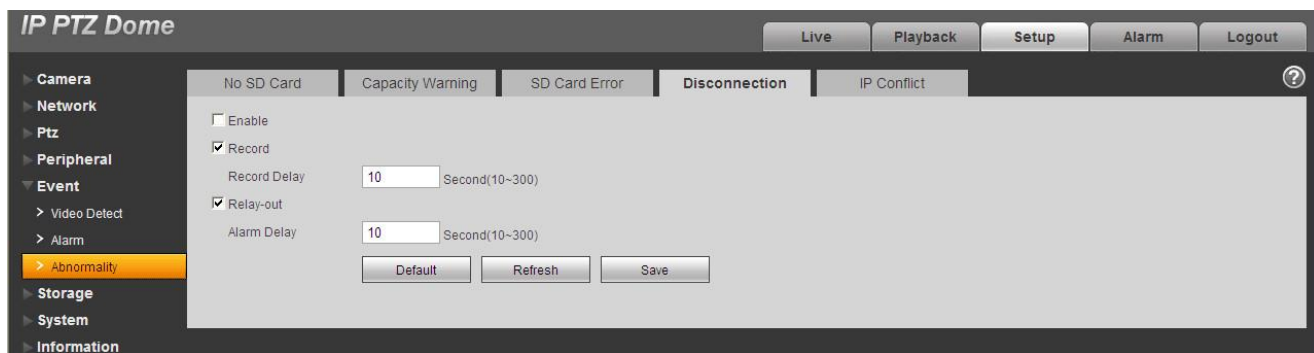 IP PTZ Dome
Live Playback Setup Alarm Logout
Camera
Network
Ptz
Peripheral
Event
> Video Detect
> Alarm
> Abnormality
Storage
System
Information
No SD Card Capacity Warning SD Card Error Disconnection IP Conflict ?
Enable
Record
Record Delay 10 Second(10~300)
Relay-out
Alarm Delay 10 Second(10~300)
Default Refresh Save